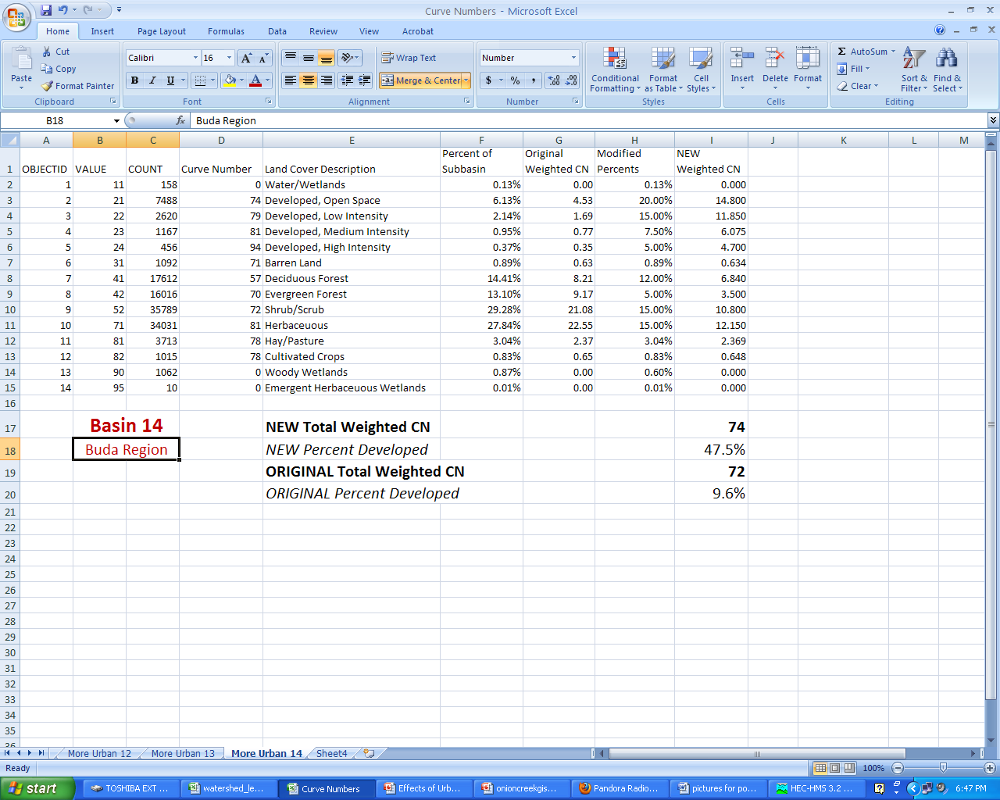 Curve Numbers - Microsoft Excel
Home Insert Page Layout Formulas Data Review View Acrobat
Paste Cut Copy Format Painter Clipboard
Calibri 16 A A B I U A Font
Wrap Text Merge & Center Alignment
Number $ % , Number
Conditional Formatting Format as Table Cell Styles Styles
Insert Delete Format Cells
Σ AutoSum Fill Clear Sort & Filter Find & Select Editing
B18 fx Buda Region
A B C D E F G H I J K L M
1 OBJECTID VALUE COUNT Curve Number Land Cover Description Percent of Subbasin Original Weighted CN Modified Percents NEW Weighted CN
2 1 11 158 0 Water/Wetlands 0.13% 0.00 0.13% 0.000
3 2 21 7488 74 Developed, Open Space 6.13% 4.53 20.00% 14.800
4 3 22 2620 79 Developed, Low Intensity 2.14% 1.69 15.00% 11.850
5 4 23 1167 81 Developed, Medium Intensity 0.95% 0.77 7.50% 6.075
6 5 24 456 94 Developed, High Intensity 0.37% 0.35 5.00% 4.700
7 6 31 1092 71 Barren Land 0.89% 0.63 0.89% 0.634
8 7 41 17612 57 Deciduous Forest 14.41% 8.21 12.00% 6.840
9 8 42 16016 70 Evergreen Forest 13.10% 9.17 5.00% 3.500
10 9 52 35789 72 Shrub/Scrub 29.28% 21.08 15.00% 10.800
11 10 71 34031 81 Herbaceuous 27.84% 22.55 15.00% 12.150
12 11 81 3713 78 Hay/Pasture 3.04% 2.37 3.04% 2.369
13 12 82 1015 78 Cultivated Crops 0.83% 0.65 0.83% 0.648
14 13 90 1062 0 Woody Wetlands 0.87% 0.00 0.60% 0.000
15 14 95 10 0 Emergent Herbaceuous Wetlands 0.01% 0.00 0.01% 0.000
16
17 Basin 14 NEW Total Weighted CN 74
18 Buda Region NEW Percent Developed 47.5%
19 ORIGINAL Total Weighted CN 72
20 ORIGINAL Percent Developed 9.6%
21
22
23
24
25
26
27
28
29
30
31
32
33
34
35
36
More Urban 12 More Urban 13 More Urban 14 Sheet4
Ready 100%
start TOSHIBA EXT ... watershed_le... Curve Numbers Effects of Urb... onioncreekgis... Pandora Radio... pictures for po... HEC-HMS 3.2 ... 6:47 PM